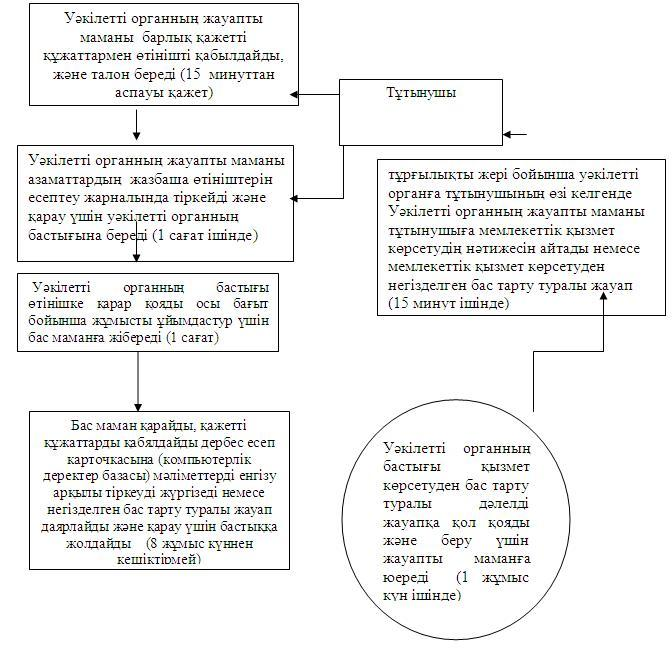 Уәкілетті органның жауапты
маманы барлық қажетті
құжаттармен өтінішті қабылдайды,
және талон береді (15 минуттан
аспауы қажет)
Тұтынушы
Уәкілетті органның жауапты маманы
азаматтардың жазбаша өтініштерін
есептеу жарналында тіркейді және
қарау үшін уәкілетті органның
бастығына береді (1 сағат ішінде)
тұрғылықты жері бойынша уәкілетті
органға тұтынушының өзі келгенде
Уәкілетті органның жауапты маманы
тұтынушыға мемлекеттік қызмет
көрсетудің нәтижесін айтады немесе
мемлекеттік қызмет көрсетуден
негізделген бас тарту туралы жауап
(15 минут ішінде)
Уәкілетті органның бастығы
өтінішке қарар қояды осы бағыт
бойынша жұмысты ұйымдастур үшін
бас маманға жібереді (1 сағат)
Бас маман қарайды, қажетті
құжаттарды қабялдайды дербес есеп
карточкасына (компьютерлік
деректер базасы) мәліметтерді енгізу
арқылы тіркеуді жүргізеді немесе
негізделген бас тарту туралы жауап
даярлайды және қарау үшін бастыққа
жолдайды (8 жұмыс күннен
кешіктірмей)
Уәкілетті органның
бастығы қызмет
көрсетуден бас тарту
туралы дәлелді
жауапқа қол қояды
және беру үшін
жауапты маманға
юереді (1 жұмыс
күн ішінде)